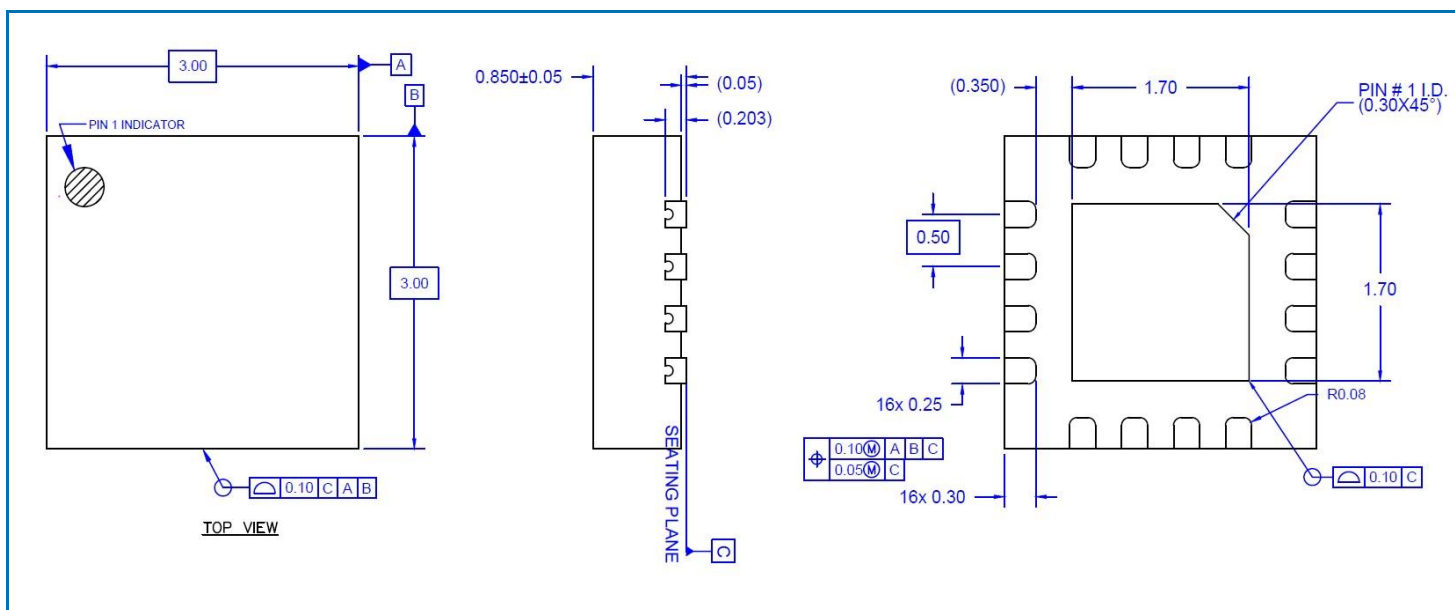 3.00
A
B
PIN 1 INDICATOR
3.00
0.10 C A B
TOP VIEW
0.850±0.05
(0.05)
(0.203)
SEATING PLANE
C
(0.350)
1.70
PIN # 1 I.D.
(0.30X45°)
0.50
1.70
16x 0.25
R0.08
0.10Ⓜ A B C
0.05Ⓜ C
16x 0.30
0.10 C